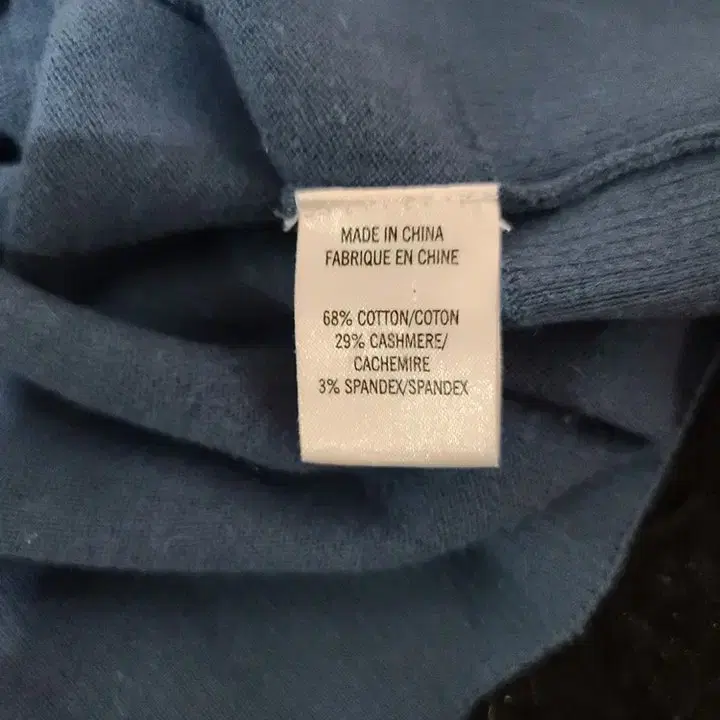 MADE IN CHINA
FABRIQUE EN CHINE
68% COTTON/COTON
29% CASHMERE/
CACHEMIRE
3% SPANDEX/SPANDEX